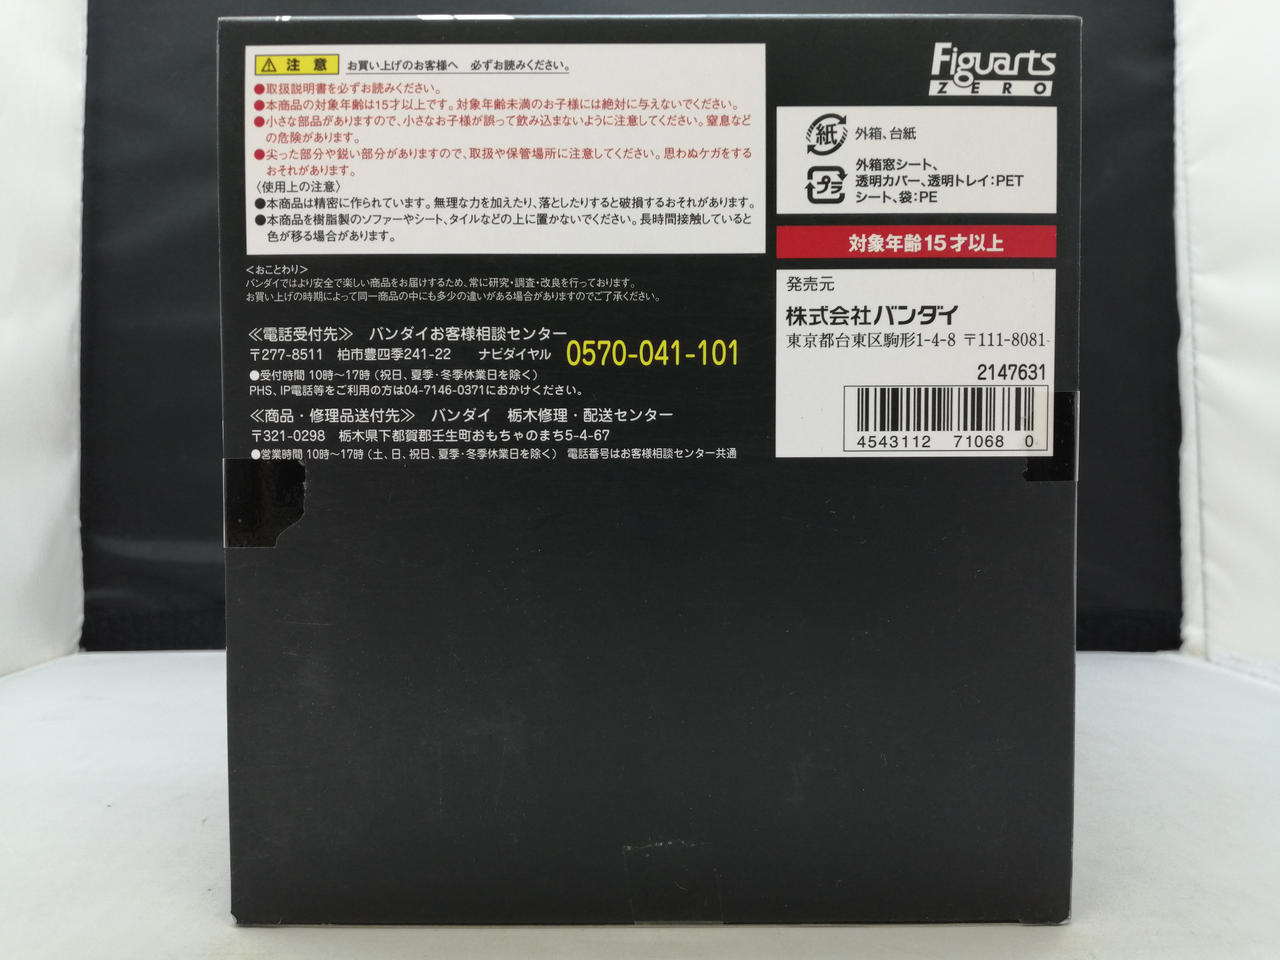 注意 お買い上げのお客様へ 必ずお読みください。
●取扱説明書を必ずお読みください。
●本商品の対象年齢は15才以上です。対象年齢未満のお子様には絶対に与えないでください。
●小さな部品がありますので、小さなお子様が誤って飲み込まないように注意してください。窒息など
の危険があります。
●尖った部分や鋭い部分がありますので、取扱や保管場所に注意してください。思わぬケガをする
おそれがあります。
〈使用上の注意〉
●本商品は精密に作られています。無理な力を加えたり、落としたりすると破損するおそれがあります。
●本商品を樹脂製のソファーやシート、タイルなどの上に置かないでください。長時間接触していると
色が移る場合があります。
<おことわり>
バンダイではより安全で楽しい商品をお届けするため、常に研究・調査・改良を行っております。
お買い上げの時期によって同一商品の中にも多少の違いがある場合がありますのでご了承ください。
≪電話受付先≫ バンダイお客様相談センター
〒277-8511 柏市豊四季241-22 ナビダイヤル 0570-041-101
●受付時間 10時〜17時(祝日、夏季・冬季休業日を除く)
PHS、IP電話等をご利用の方は04-7146-0371におかけください。
≪商品・修理品送付先≫ バンダイ 栃木修理・配送センター
〒321-0298 栃木県下都賀郡壬生町おもちゃのまち5-4-67
●営業時間 10時〜17時(土、日、祝日、夏季・冬季休業日を除く) 電話番号はお客様相談センター共通
Figuarts
ZERO
紙 外箱、台紙
プラ 外箱窓シート、
透明カバー、透明トレイ:PET
シート、袋:PE
対象年齢15才以上
発売元
株式会社バンダイ
東京都台東区駒形1-4-8 〒111-8081
2147631
4543112 71068 0